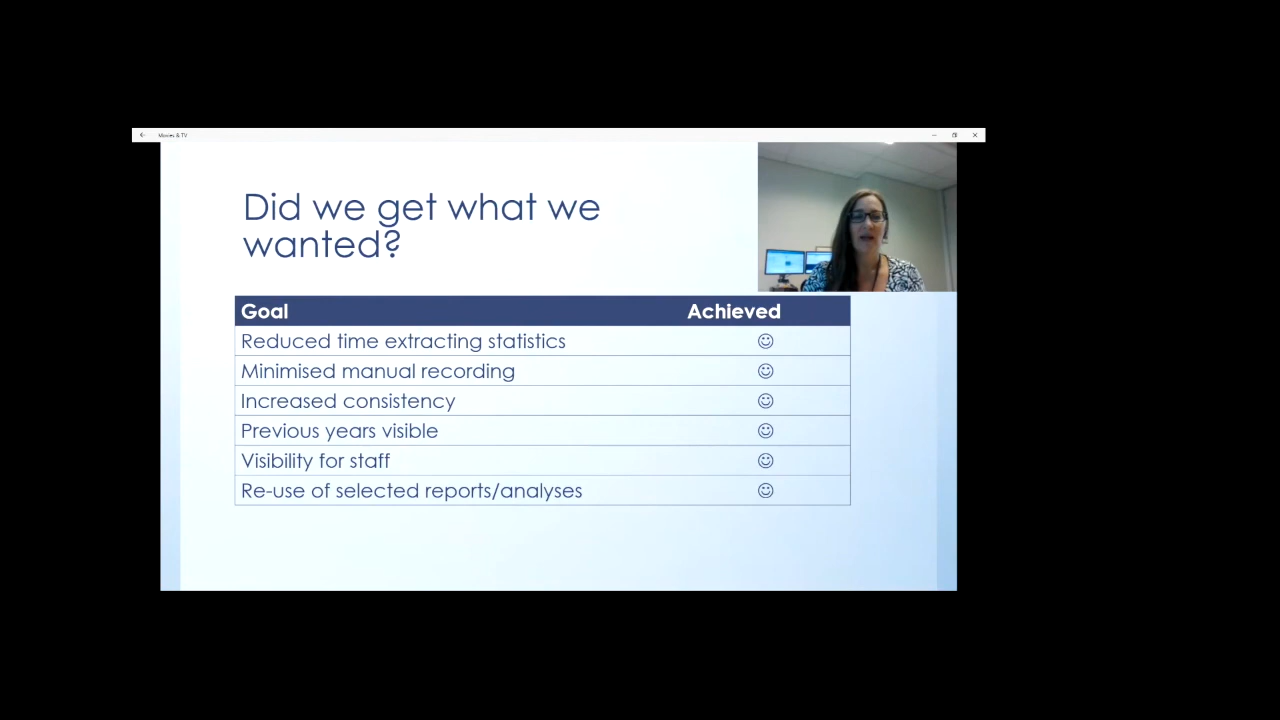 Movies & TV
Did we get what we
wanted?
Goal Achieved
Reduced time extracting statistics ☺
Minimised manual recording ☺
Increased consistency ☺
Previous years visible ☺
Visibility for staff ☺
Re-use of selected reports/analyses ☺